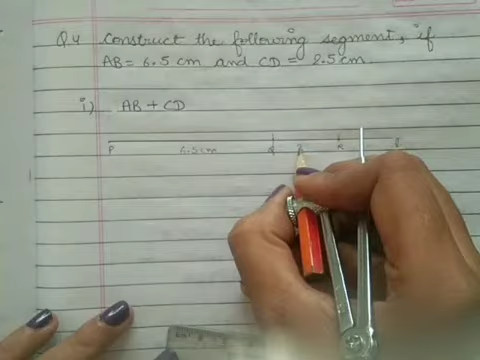 Q4 Construct the following segment, if
AB = 6.5 cm and CD = 2.5 cm.
i) AB + CD
P 6.5 cm Q R